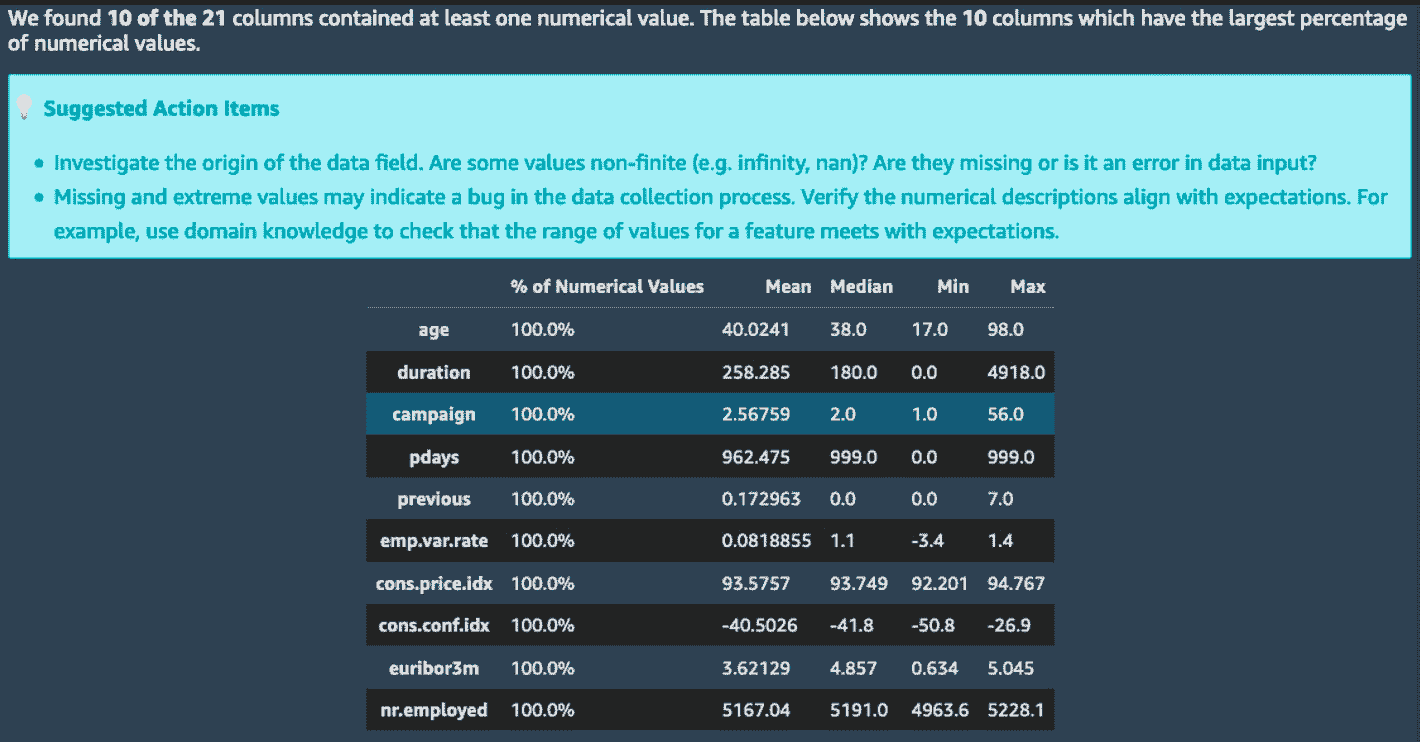 We found 10 of the 21 columns contained at least one numerical value. The table below shows the 10 columns which have the largest percentage
of numerical values.
Suggested Action Items
• Investigate the origin of the data field. Are some values non-finite (e.g. infinity, nan)? Are they missing or is it an error in data input?
• Missing and extreme values may indicate a bug in the data collection process. Verify the numerical descriptions align with expectations. For
example, use domain knowledge to check that the range of values for a feature meets with expectations.
% of Numerical Values Mean Median Min Max
age 100.0% 40.0241 38.0 17.0 98.0
duration 100.0% 258.285 180.0 0.0 4918.0
campaign 100.0% 2.56759 2.0 1.0 56.0
pdays 100.0% 962.475 999.0 0.0 999.0
previous 100.0% 0.172963 0.0 0.0 7.0
emp.var.rate 100.0% 0.0818855 1.1 -3.4 1.4
cons.price.idx 100.0% 93.5757 93.749 92.201 94.767
cons.conf.idx 100.0% -40.5026 -41.8 -50.8 -26.9
euribor3m 100.0% 3.62129 4.857 0.634 5.045
nr.employed 100.0% 5167.04 5191.0 4963.6 5228.1